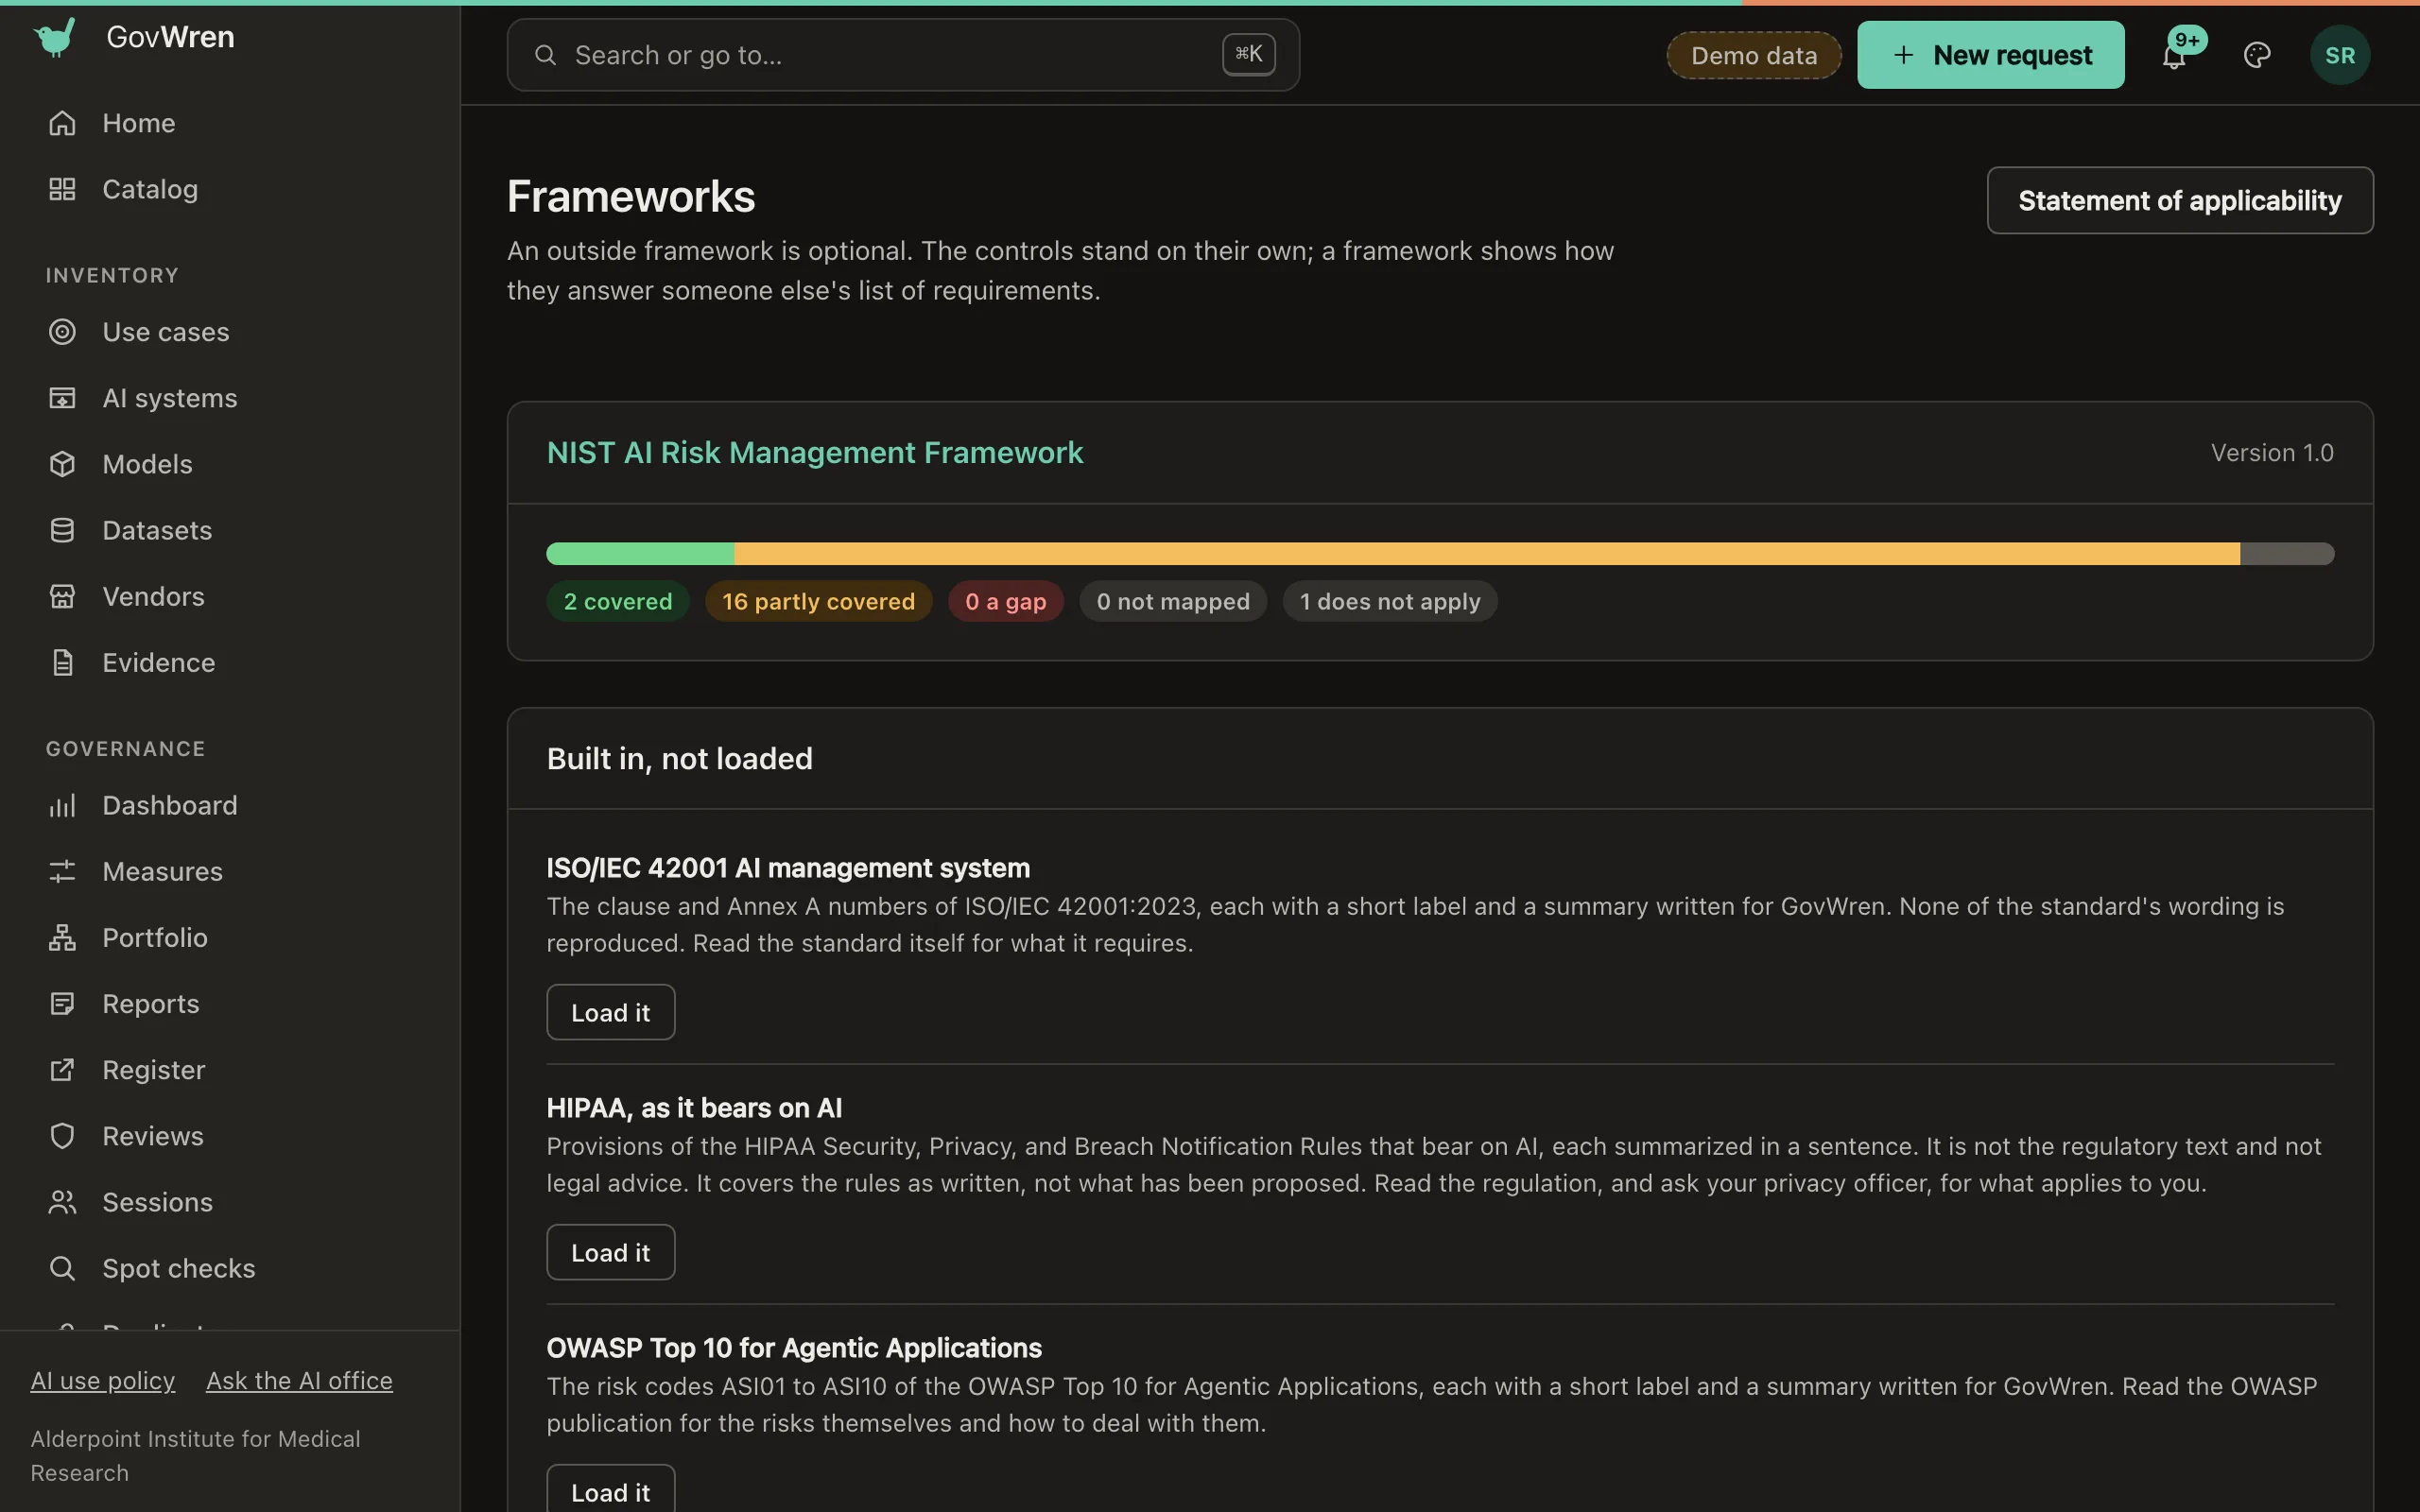 GovWren
Search or go to...
⌘K
Demo data
+ New request
9+
SR
Home
Catalog
INVENTORY
Use cases
AI systems
Models
Datasets
Vendors
Evidence
GOVERNANCE
Dashboard
Measures
Portfolio
Reports
Register
Reviews
Sessions
Spot checks
AI use policy
Ask the AI office
Alderpoint Institute for Medical
Research
Frameworks
Statement of applicability
An outside framework is optional. The controls stand on their own; a framework shows how
they answer someone else's list of requirements.
NIST AI Risk Management Framework
Version 1.0
2 covered
16 partly covered
0 a gap
0 not mapped
1 does not apply
Built in, not loaded
ISO/IEC 42001 AI management system
The clause and Annex A numbers of ISO/IEC 42001:2023, each with a short label and a summary written for GovWren. None of the standard's wording is
reproduced. Read the standard itself for what it requires.
Load it
HIPAA, as it bears on AI
Provisions of the HIPAA Security, Privacy, and Breach Notification Rules that bear on AI, each summarized in a sentence. It is not the regulatory text and not
legal advice. It covers the rules as written, not what has been proposed. Read the regulation, and ask your privacy officer, for what applies to you.
Load it
OWASP Top 10 for Agentic Applications
The risk codes ASI01 to ASI10 of the OWASP Top 10 for Agentic Applications, each with a short label and a summary written for GovWren. Read the OWASP
publication for the risks themselves and how to deal with them.
Load it